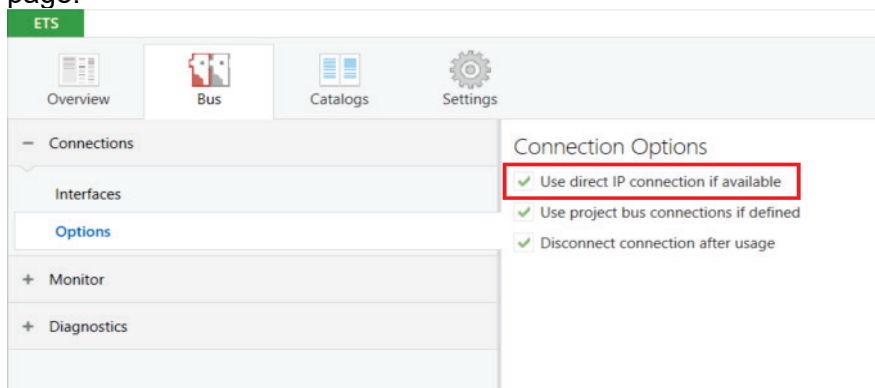 page.
ETS
Overview Bus Catalogs Settings
− Connections
Interfaces
Options
+ Monitor
+ Diagnostics
Connection Options
Use direct IP connection if available
Use project bus connections if defined
Disconnect connection after usage